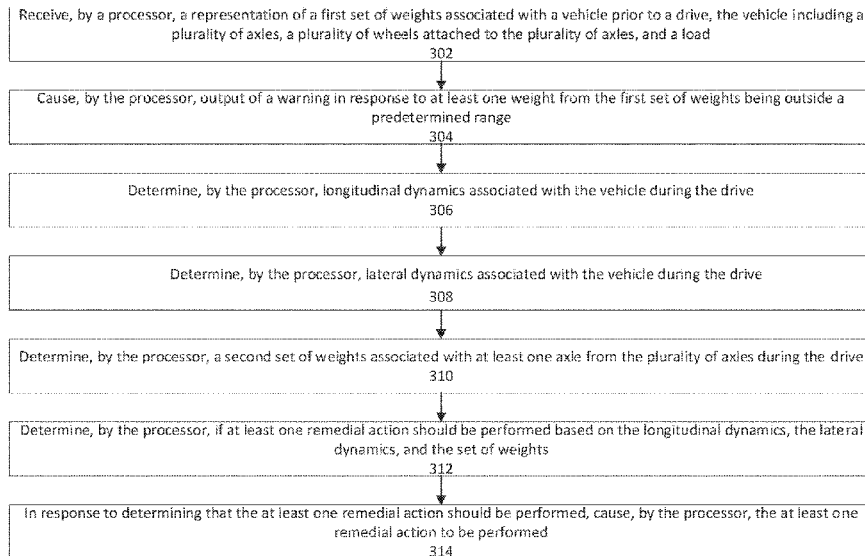 Receive, by a processor, a representation of a first set of weights associated with a vehicle prior to a drive, the vehicle including a
plurality of axles, a plurality of wheels attached to the plurality of axles, and a load
302
Cause, by the processor, output of a warning in response to at least one weight from the first set of weights being outside a
predetermined range
304
Determine, by the processor, longitudinal dynamics associated with the vehicle during the drive
306
Determine, by the processor, lateral dynamics associated with the vehicle during the drive
308
Determine, by the processor, a second set of weights associated with at least one axle from the plurality of axles during the drive
310
Determine, by the processor, if at least one remedial action should be performed based on the longitudinal dynamics, the lateral
dynamics, and the set of weights
312
In response to determining that the at least one remedial action should be performed, cause, by the processor, the at least one
remedial action to be performed
314